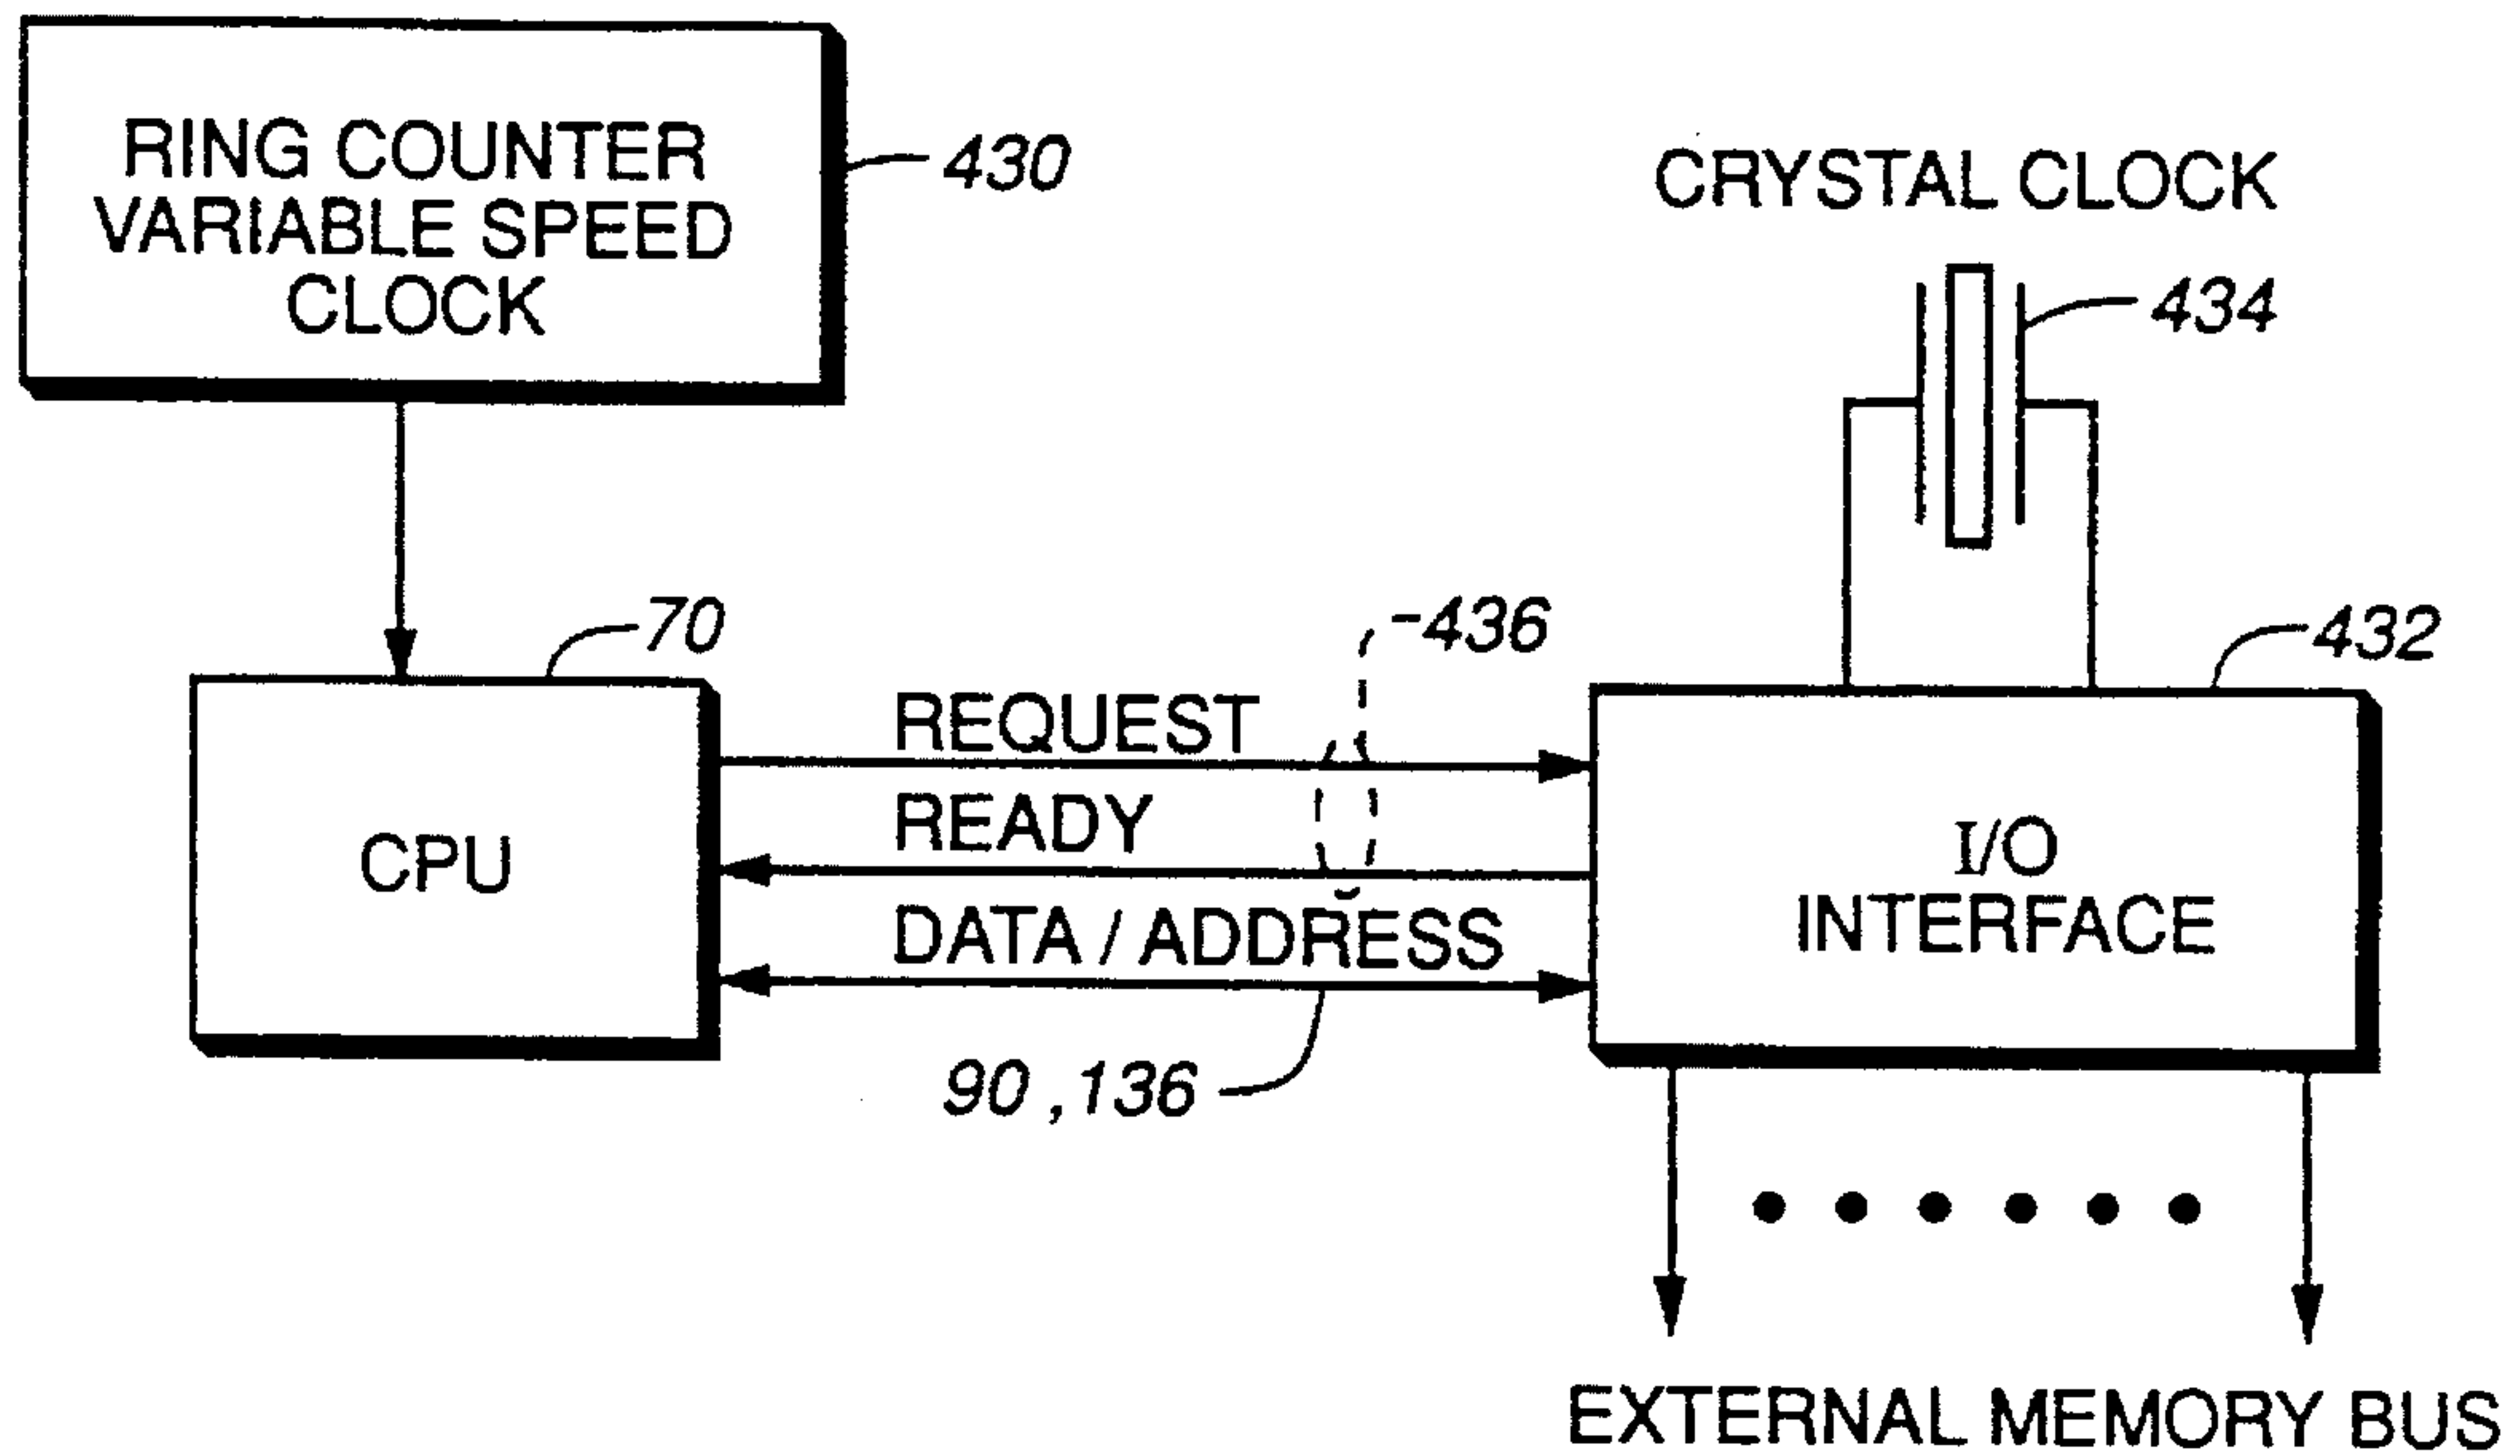 RING COUNTER
VARIABLE SPEED
CLOCK
430
CRYSTAL CLOCK
434
70
436
432
REQUEST
READY
DATA / ADDRESS
CPU
I/O
INTERFACE
90 ,136
EXTERNAL MEMORY BUS